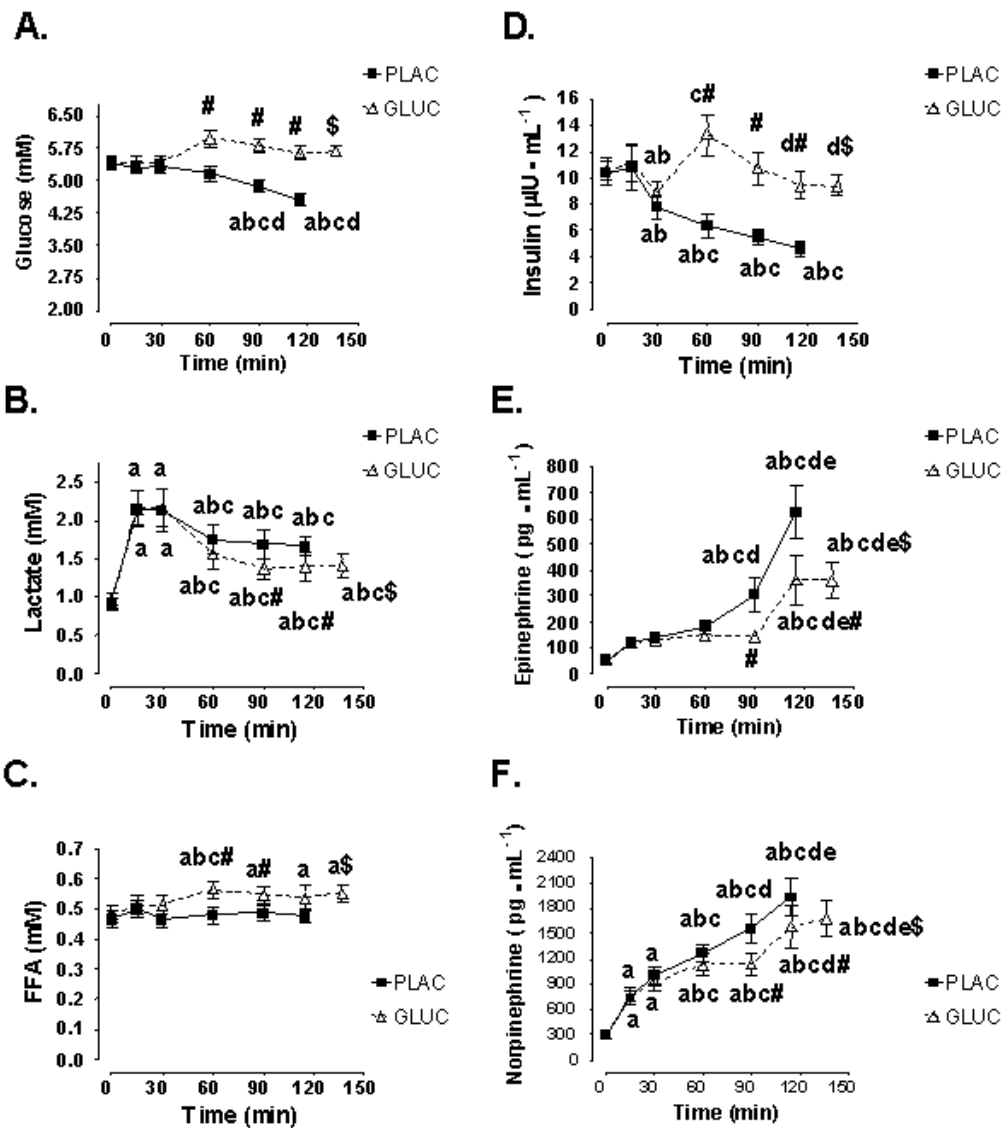 A.
PLAC
GLUC
Glucose (mM)
6.50
5.75
5.00
4.25
3.50
2.75
2.00
# # # $
abcd abcd
0 30 60 90 120 150
Time (min)
B.
PLAC
GLUC
Lactate (mM)
2.5
2.0
1.5
1.0
0.5
0.0
a a
abc abc abc
a a
abc abc# abc$
abc#
0 30 60 90 120 150
Time (min)
C.
FFA (mM)
0.7
0.6
0.5
0.4
0.3
0.2
0.1
0.0
abc# a# a a$
PLAC
GLUC
0 30 60 90 120 150
Time (min)
D.
PLAC
GLUC
Insulin (µIU▪mL⁻¹)
16
14
12
10
8
6
4
2
0
c# #
ab d# d$
ab abc abc abc
0 30 60 90 120 150
Time (min)
E.
PLAC
GLUC
Epinephrine (pg▪mL⁻¹)
800
700
600
500
400
300
200
100
0
abcde
abcd abcde$
# abcde#
0 30 60 90 120 150
Time (min)
F.
Norpinephrine (pg▪mL⁻¹)
2400
2100
1800
1500
1200
900
600
300
0
abcde
abcd
abc
a a
abcde$
a a abc abc# abcd#
PLAC
GLUC
0 30 60 90 120 150
Time (min)